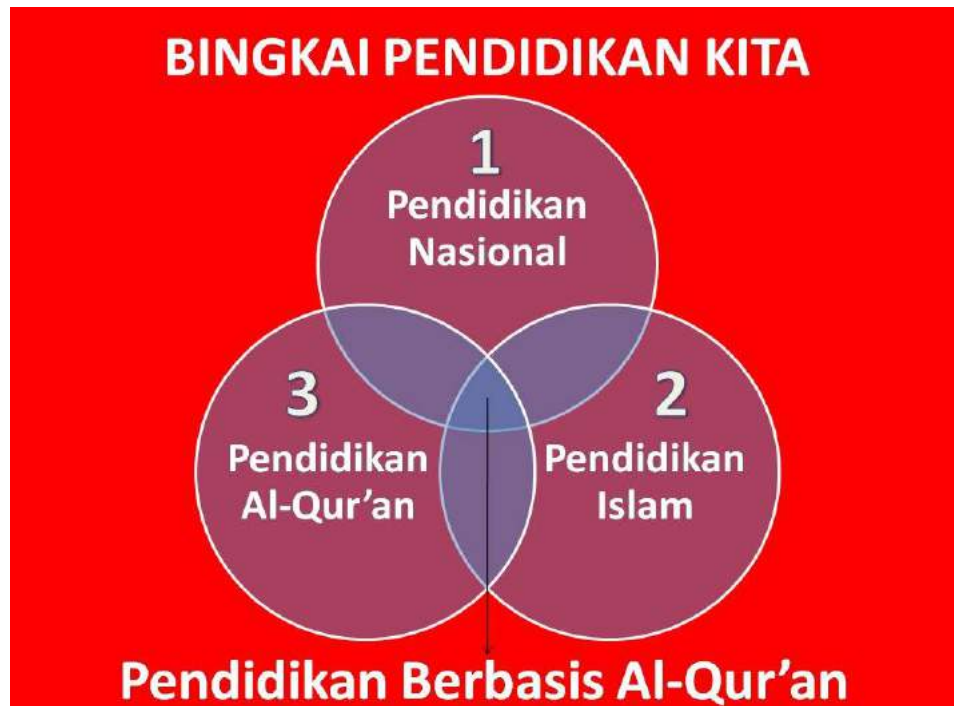 BINGKAI PENDIDIKAN KITA
1
Pendidikan
Nasional
3
Pendidikan
Al-Qur’an
2
Pendidikan
Islam
Pendidikan Berbasis Al-Qur’an